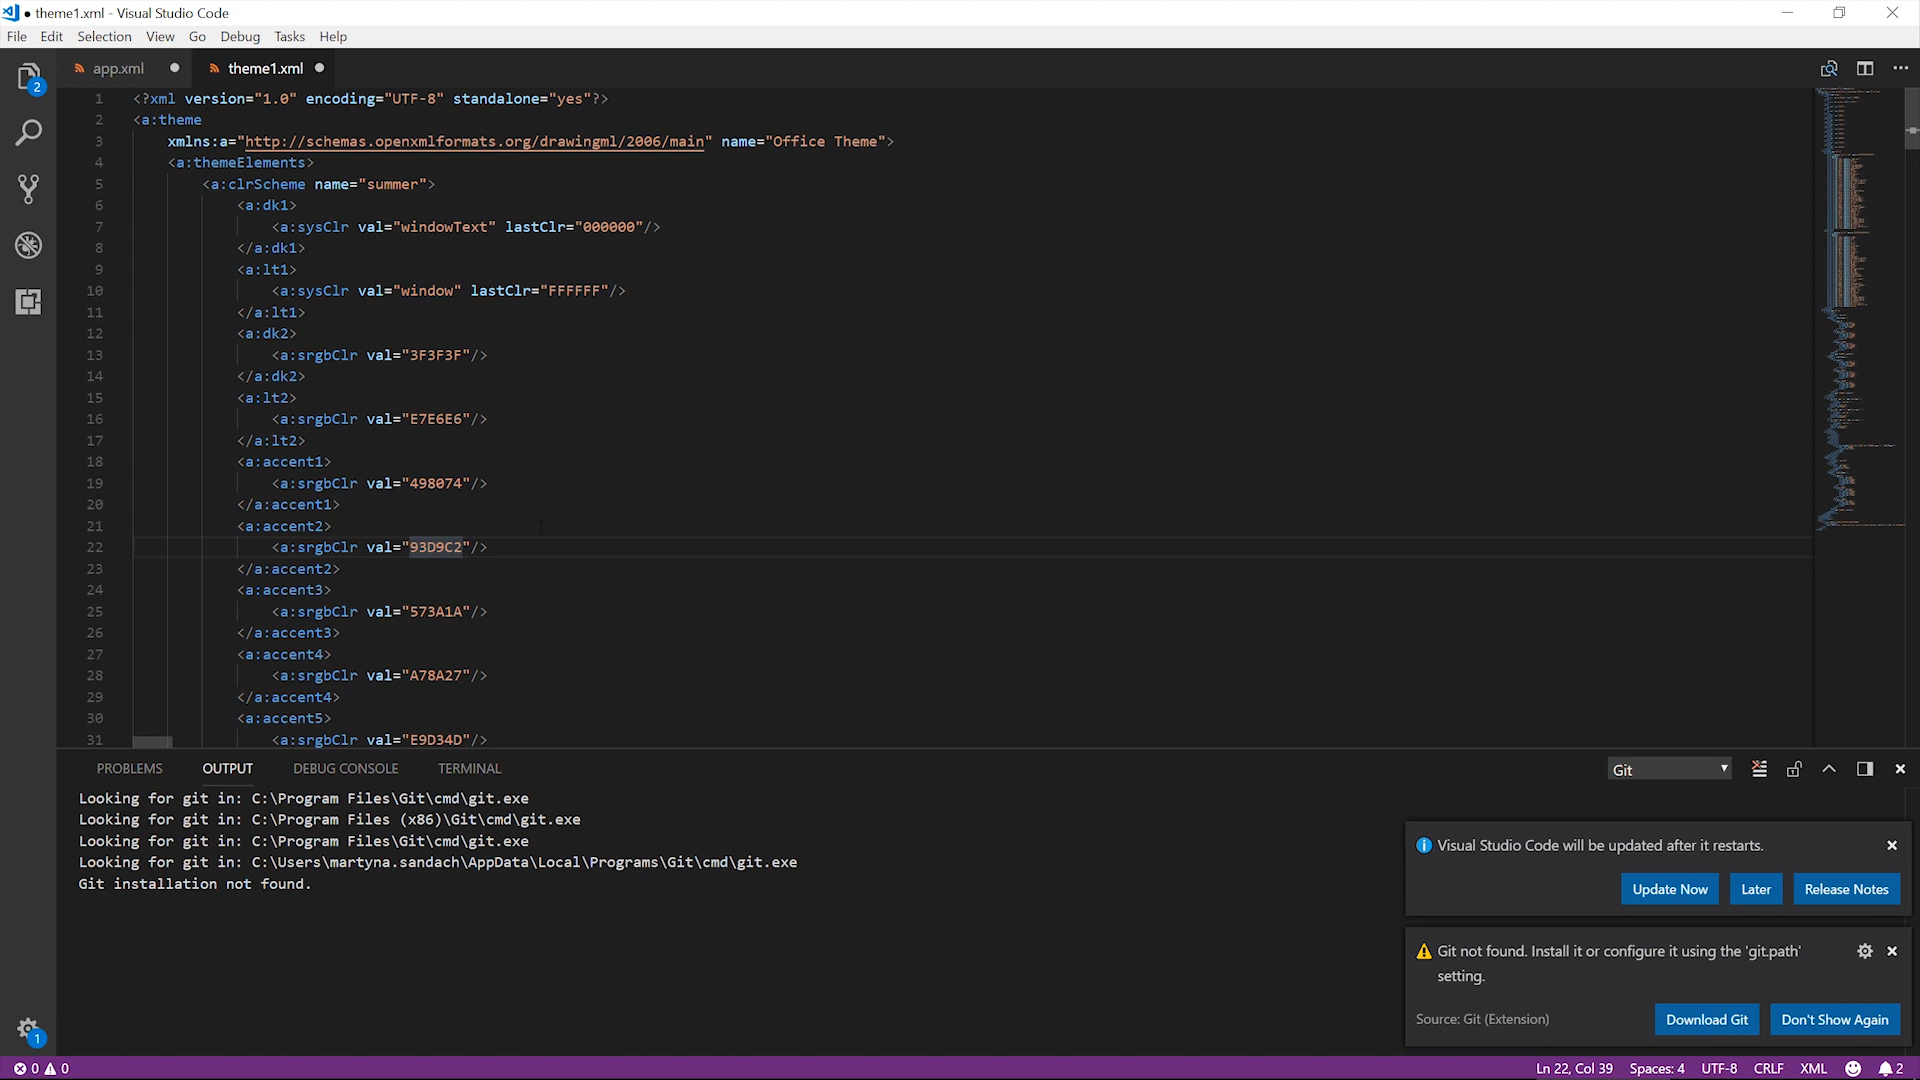 ● theme1.xml - Visual Studio Code
File Edit Selection View Go Debug Tasks Help
app.xml ● theme1.xml ●
2
1 <?xml version="1.0" encoding="UTF-8" standalone="yes"?>
2 <a:theme
3 xmlns:a="http://schemas.openxmlformats.org/drawingml/2006/main" name="Office Theme">
4 <a:themeElements>
5 <a:clrScheme name="summer">
6 <a:dk1>
7 <a:sysClr val="windowText" lastClr="000000"/>
8 </a:dk1>
9 <a:lt1>
10 <a:sysClr val="window" lastClr="FFFFFF"/>
11 </a:lt1>
12 <a:dk2>
13 <a:srgbClr val="3F3F3F"/>
14 </a:dk2>
15 <a:lt2>
16 <a:srgbClr val="E7E6E6"/>
17 </a:lt2>
18 <a:accent1>
19 <a:srgbClr val="498074"/>
20 </a:accent1>
21 <a:accent2>
22 <a:srgbClr val="93D9C2"/>
23 </a:accent2>
24 <a:accent3>
25 <a:srgbClr val="573A1A"/>
26 </a:accent3>
27 <a:accent4>
28 <a:srgbClr val="A78A27"/>
29 </a:accent4>
30 <a:accent5>
31 <a:srgbClr val="E9D34D"/>
PROBLEMS OUTPUT DEBUG CONSOLE TERMINAL Git
Looking for git in: C:\Program Files\Git\cmd\git.exe
Looking for git in: C:\Program Files (x86)\Git\cmd\git.exe
Looking for git in: C:\Program Files\Git\cmd\git.exe
Looking for git in: C:\Users\martyna.sandach\AppData\Local\Programs\Git\cmd\git.exe
Git installation not found.
Visual Studio Code will be updated after it restarts.
Update Now Later Release Notes
Git not found. Install it or configure it using the 'git.path'
setting.
Source: Git (Extension) Download Git Don't Show Again
1
0 0 Ln 22, Col 39 Spaces: 4 UTF-8 CRLF XML 2